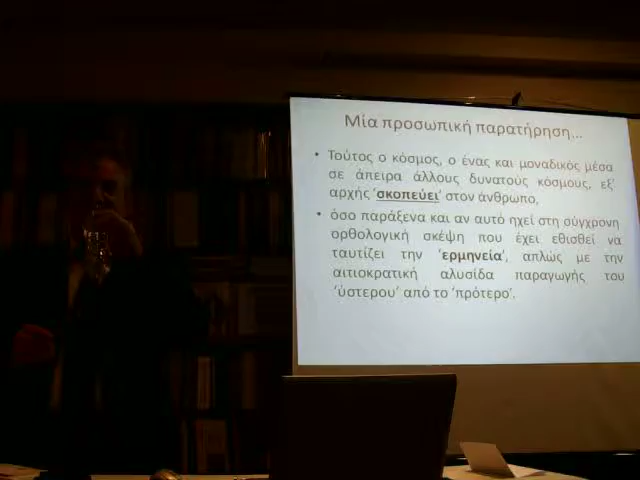 Μία προσωπική παρατήρηση...
• Τούτος ο κόσμος, ο ένας και μοναδικός μέσα
σε άπειρα άλλους δυνατούς κόσμους, εξ'
αρχής 'σκοπεύει' στον άνθρωπο,
• όσο παράξενα και αν αυτό ηχεί στη σύγχρονη
ορθολογική σκέψη που έχει εθισθεί να
ταυτίζει την 'ερμηνεία', απλώς με την
αιτιοκρατική αλυσίδα παραγωγής του
'ύστερου' από το 'πρότερο'.